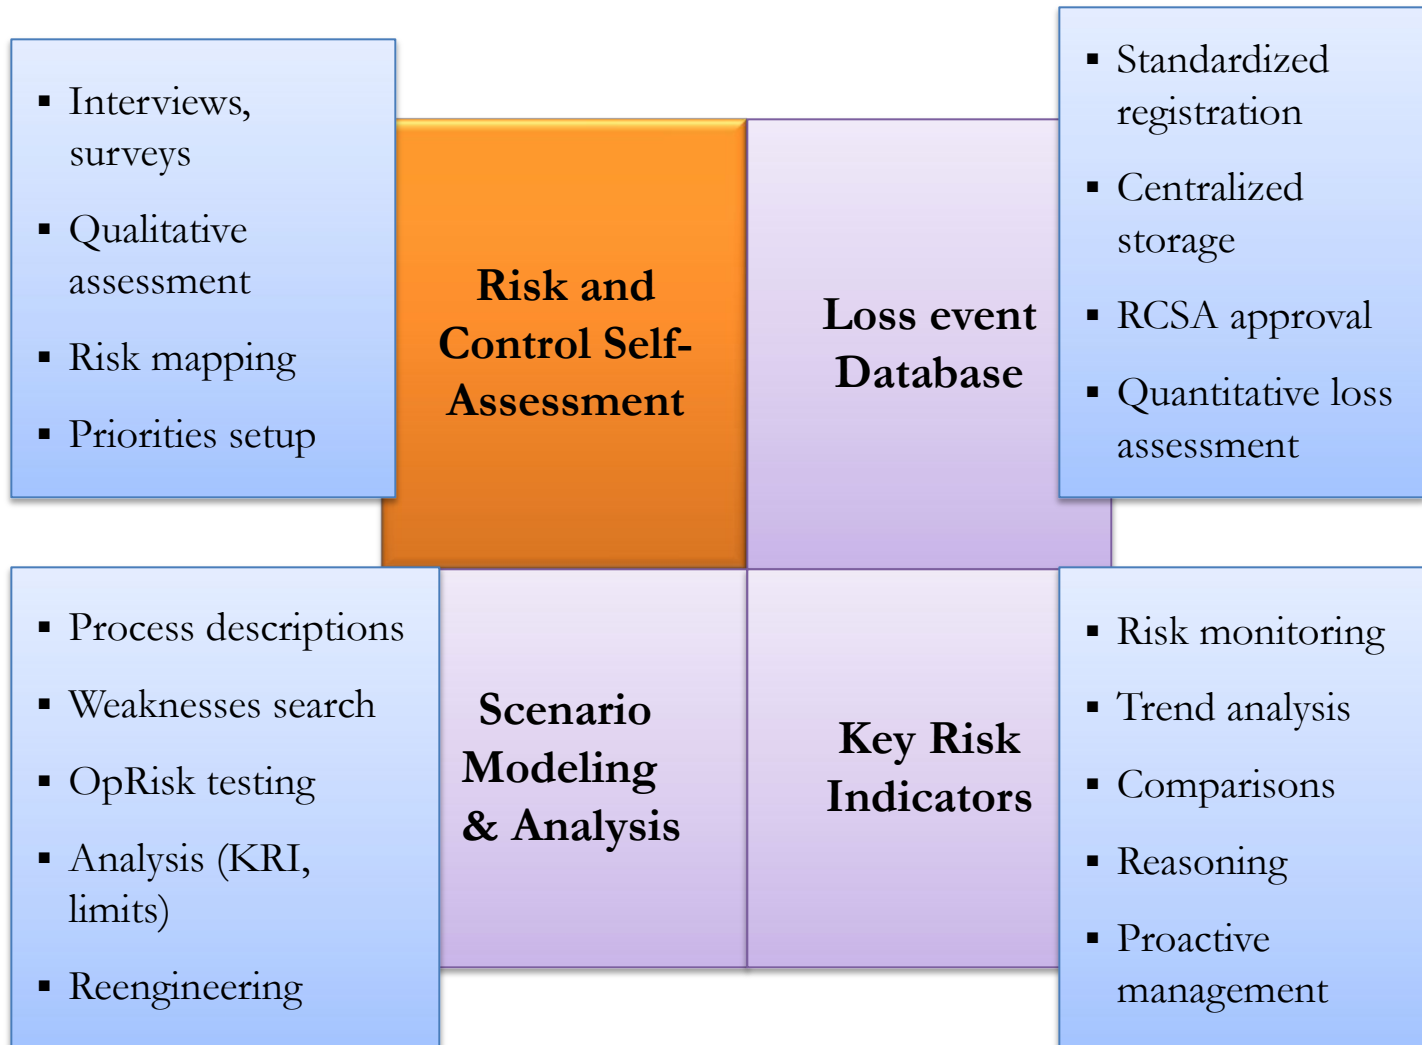 ▪ Interviews,
surveys
▪ Qualitative
assessment
▪ Risk mapping
▪ Priorities setup
Risk and
Control Self-
Assessment
Loss event
Database
▪ Standardized
registration
▪ Centralized
storage
▪ RCSA approval
▪ Quantitative loss
assessment
▪ Process descriptions
▪ Weaknesses search
▪ OpRisk testing
▪ Analysis (KRI,
limits)
▪ Reengineering
Scenario
Modeling
& Analysis
Key Risk
Indicators
▪ Risk monitoring
▪ Trend analysis
▪ Comparisons
▪ Reasoning
▪ Proactive
management